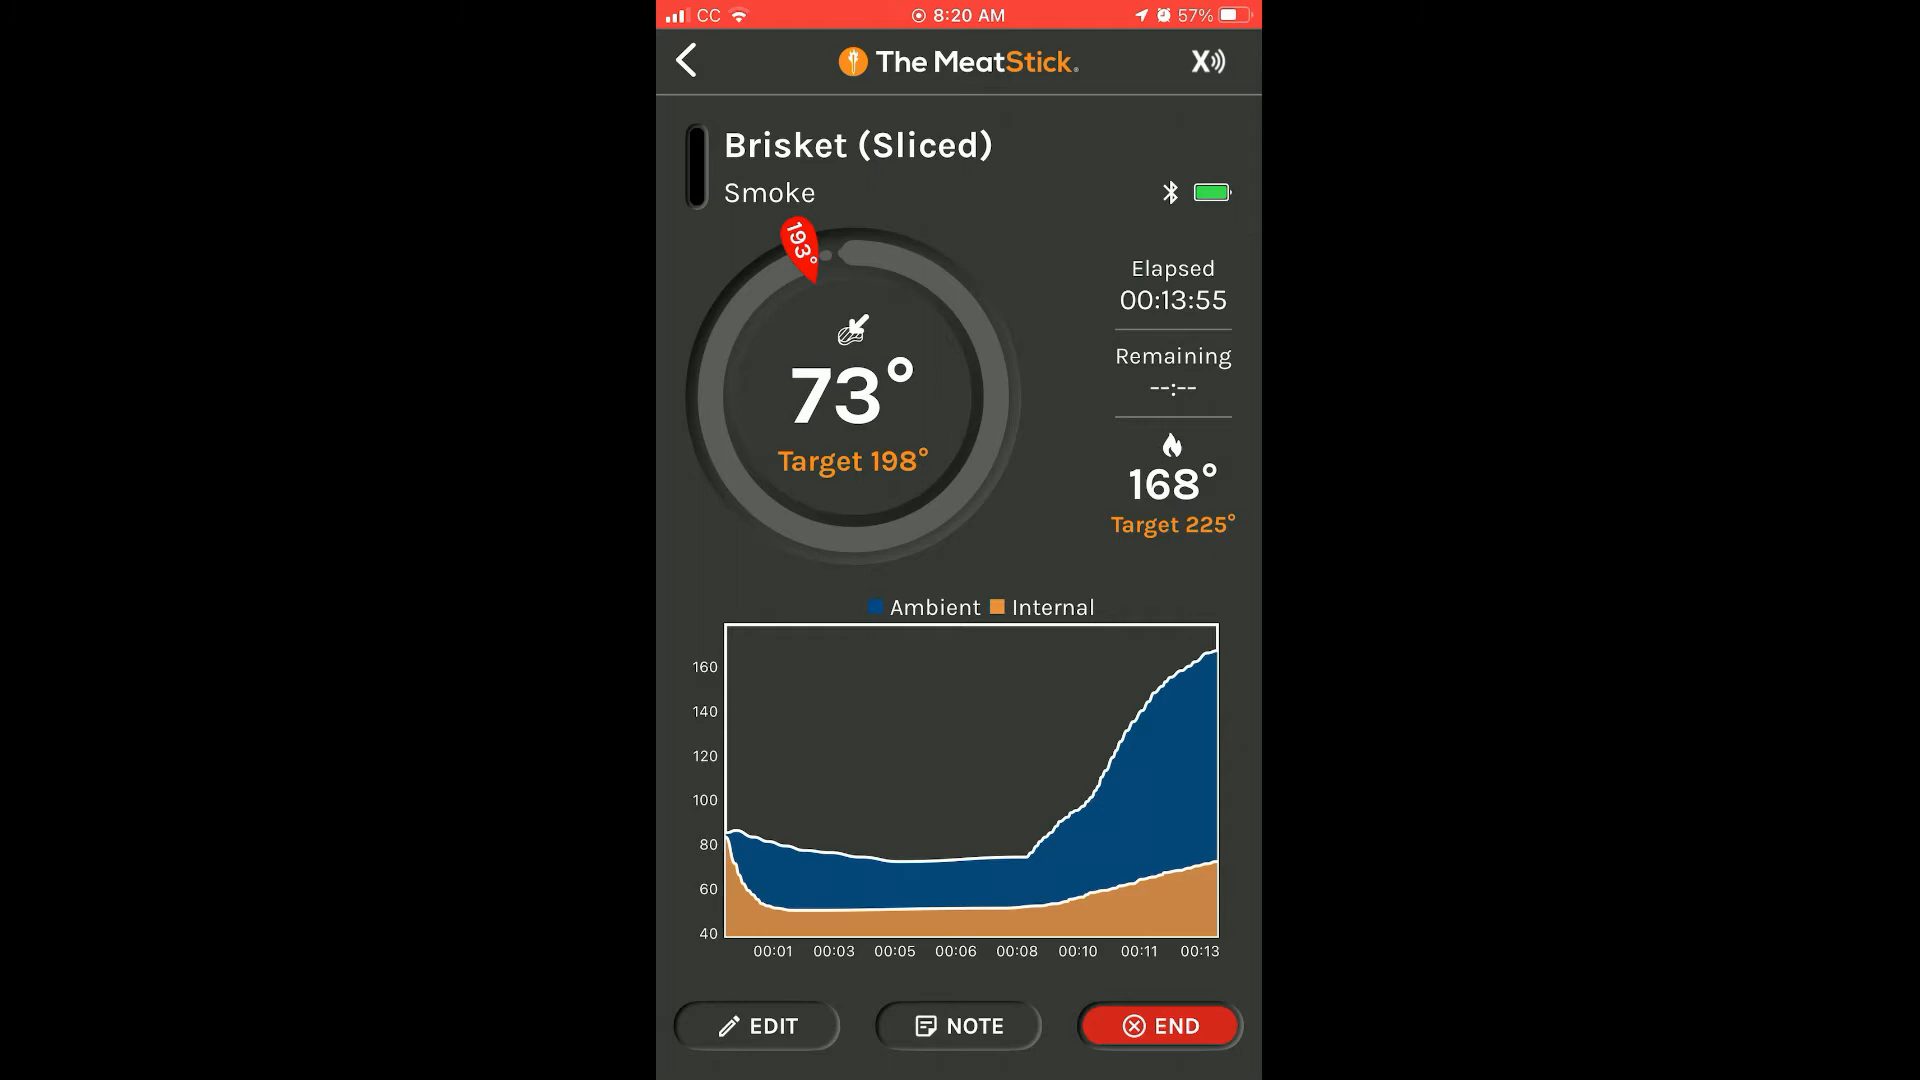 CC 8:20 AM 57%
The MeatStick®
X
Brisket (Sliced)
Smoke
193°
73°
Target 198°
Elapsed
00:13:55
Remaining
--:--
168°
Target 225°
Ambient Internal
160
140
120
100
80
60
40
00:01 00:03 00:05 00:06 00:08 00:10 00:11 00:13
EDIT NOTE END